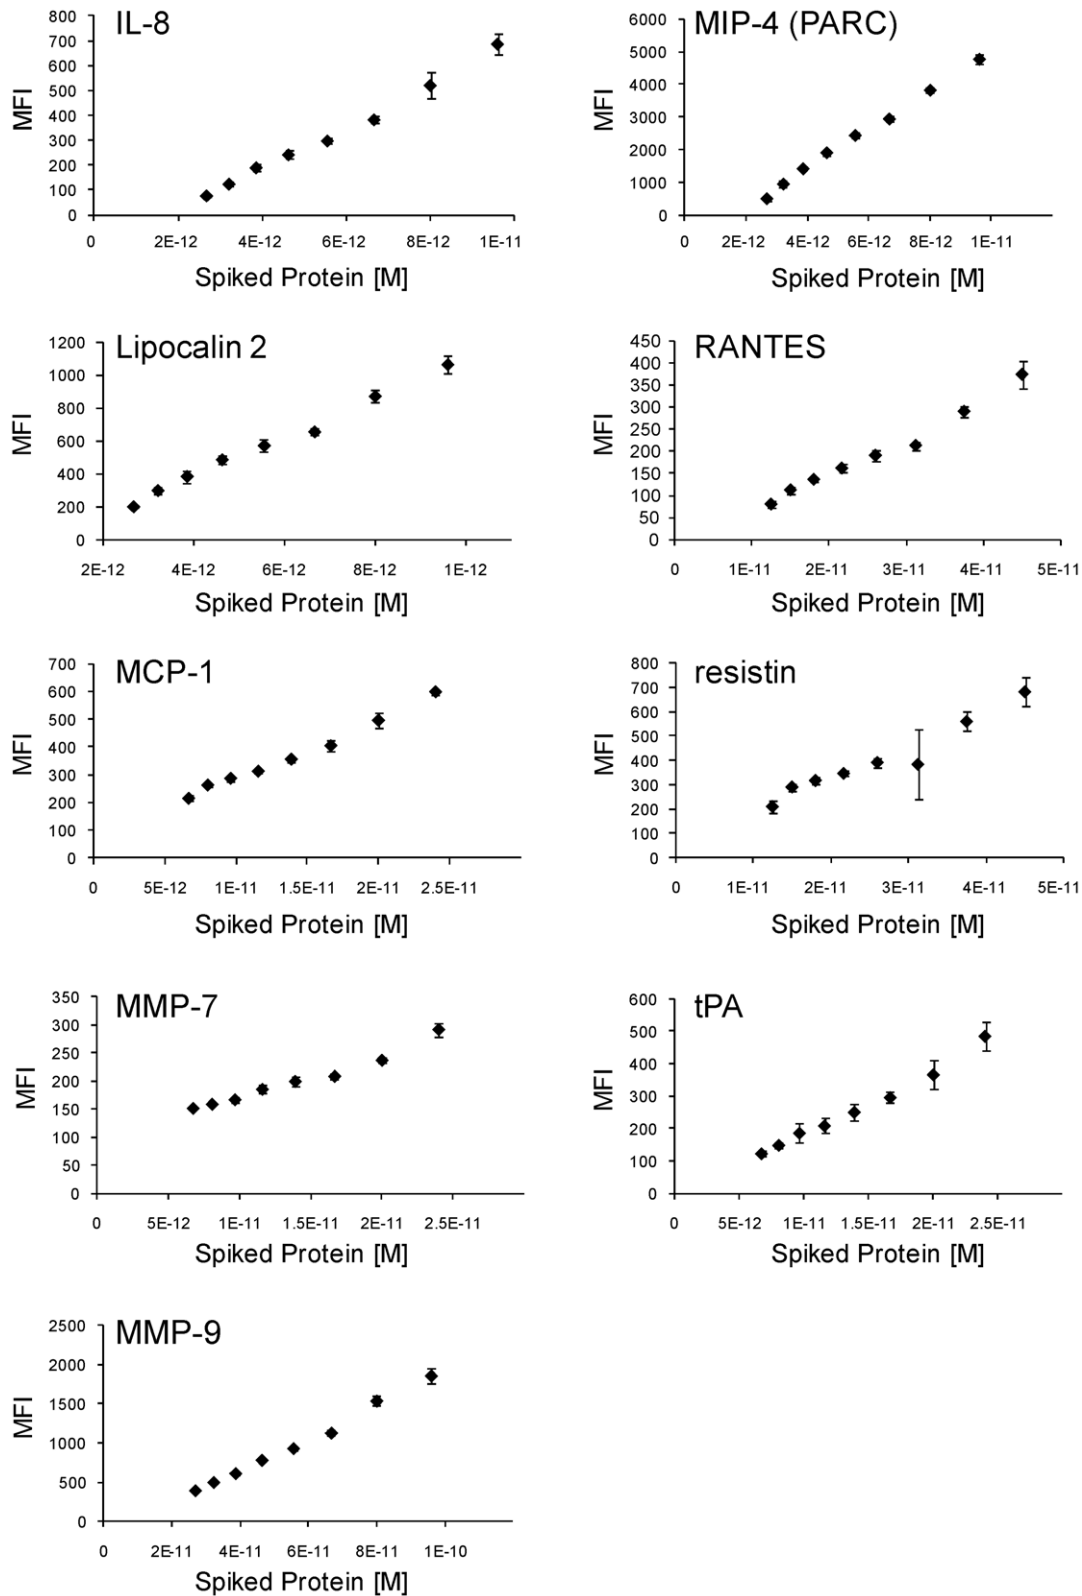 IL-8
MFI
800
700
600
500
400
300
200
100
0
0 2E-12 4E-12 6E-12 8E-12 1E-11
Spiked Protein [M]
MIP-4 (PARC)
MFI
6000
5000
4000
3000
2000
1000
0
0 2E-12 4E-12 6E-12 8E-12 1E-11
Spiked Protein [M]
Lipocalin 2
MFI
1200
1000
800
600
400
200
0
2E-12 4E-12 6E-12 8E-12 1E-12
Spiked Protein [M]
RANTES
MFI
450
400
350
300
250
200
150
100
50
0
0 1E-11 2E-11 3E-11 4E-11 5E-11
Spiked Protein [M]
MCP-1
MFI
700
600
500
400
300
200
100
0
0 5E-12 1E-11 1.5E-11 2E-11 2.5E-11
Spiked Protein [M]
resistin
MFI
800
700
600
500
400
300
200
100
0
0 1E-11 2E-11 3E-11 4E-11 5E-11
Spiked Protein [M]
MMP-7
MFI
350
300
250
200
150
100
50
0
0 5E-12 1E-11 1.5E-11 2E-11 2.5E-11
Spiked Protein [M]
tPA
MFI
600
500
400
300
200
100
0
0 5E-12 1E-11 1.5E-11 2E-11 2.5E-11
Spiked Protein [M]
MMP-9
MFI
2500
2000
1500
1000
500
0
0 2E-11 4E-11 6E-11 8E-11 1E-10
Spiked Protein [M]